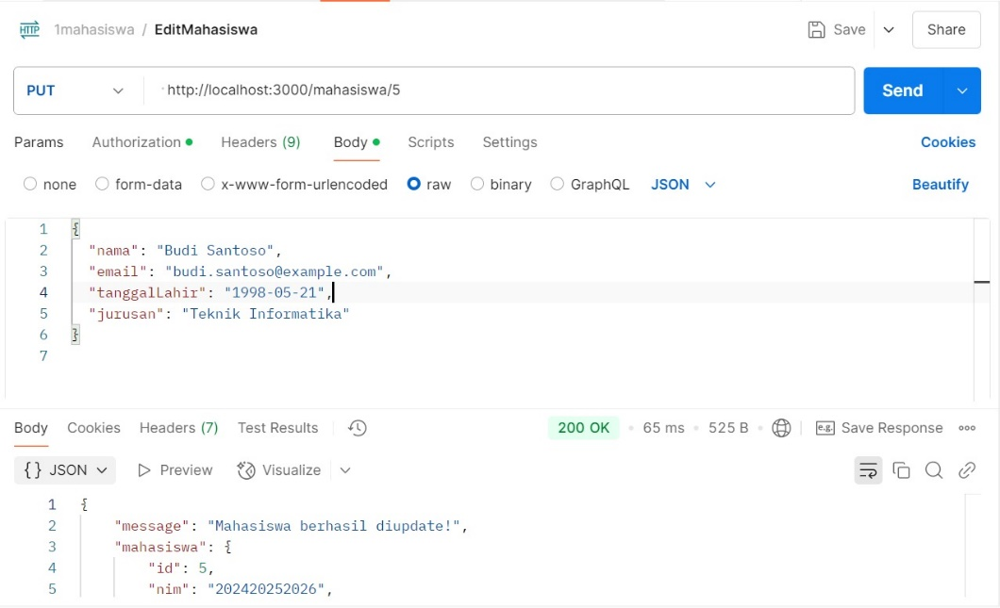 HTTP 1mahasiswa / EditMahasiswa Save Share
PUT http://localhost:3000/mahasiswa/5 Send
Params Authorization Headers (9) Body Scripts Settings Cookies
none form-data x-www-form-urlencoded raw binary GraphQL JSON Beautify
1 {
2 "nama": "Budi Santoso",
3 "email": "budi.santoso@example.com",
4 "tanggalLahir": "1998-05-21",
5 "jurusan": "Teknik Informatika"
6 }
7
Body Cookies Headers (7) Test Results 200 OK • 65 ms • 525 B • e.g. Save Response
{} JSON Preview Visualize
1 {
2 "message": "Mahasiswa berhasil diupdate!",
3 "mahasiswa": {
4 "id": 5,
5 "nim": "202420252026",